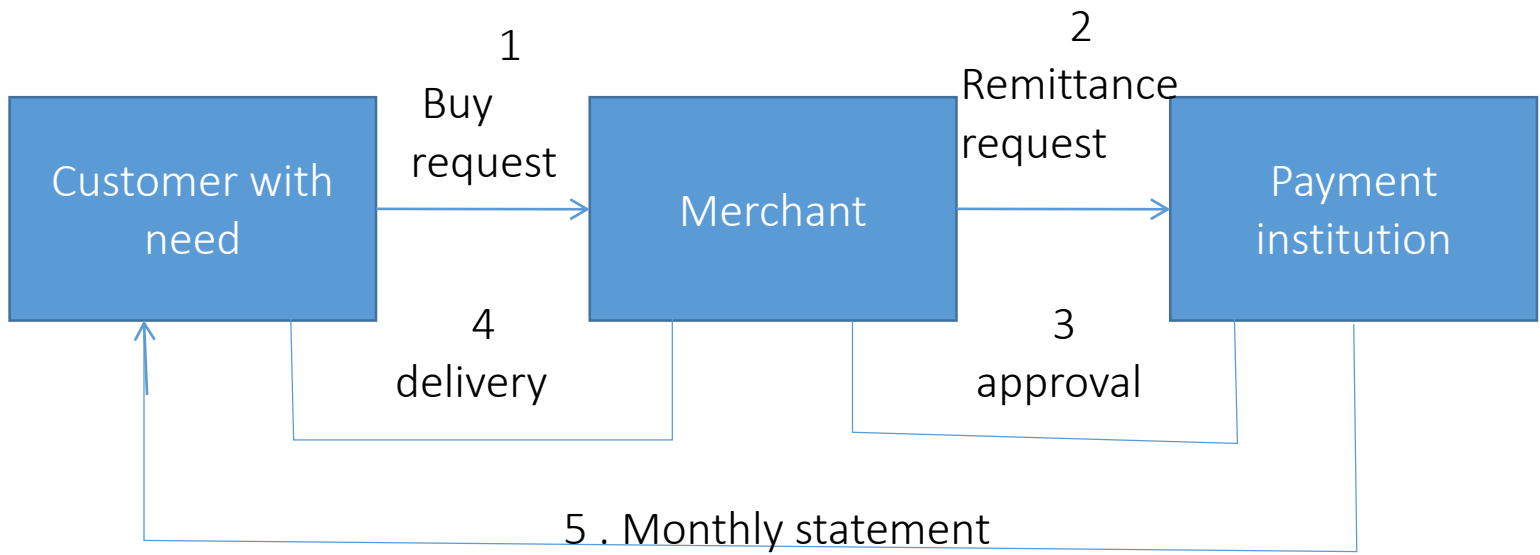 1
Buy
request
2
Remittance
request
Customer with
need
Merchant
Payment
institution
4
delivery
3
approval
5 . Monthly statement